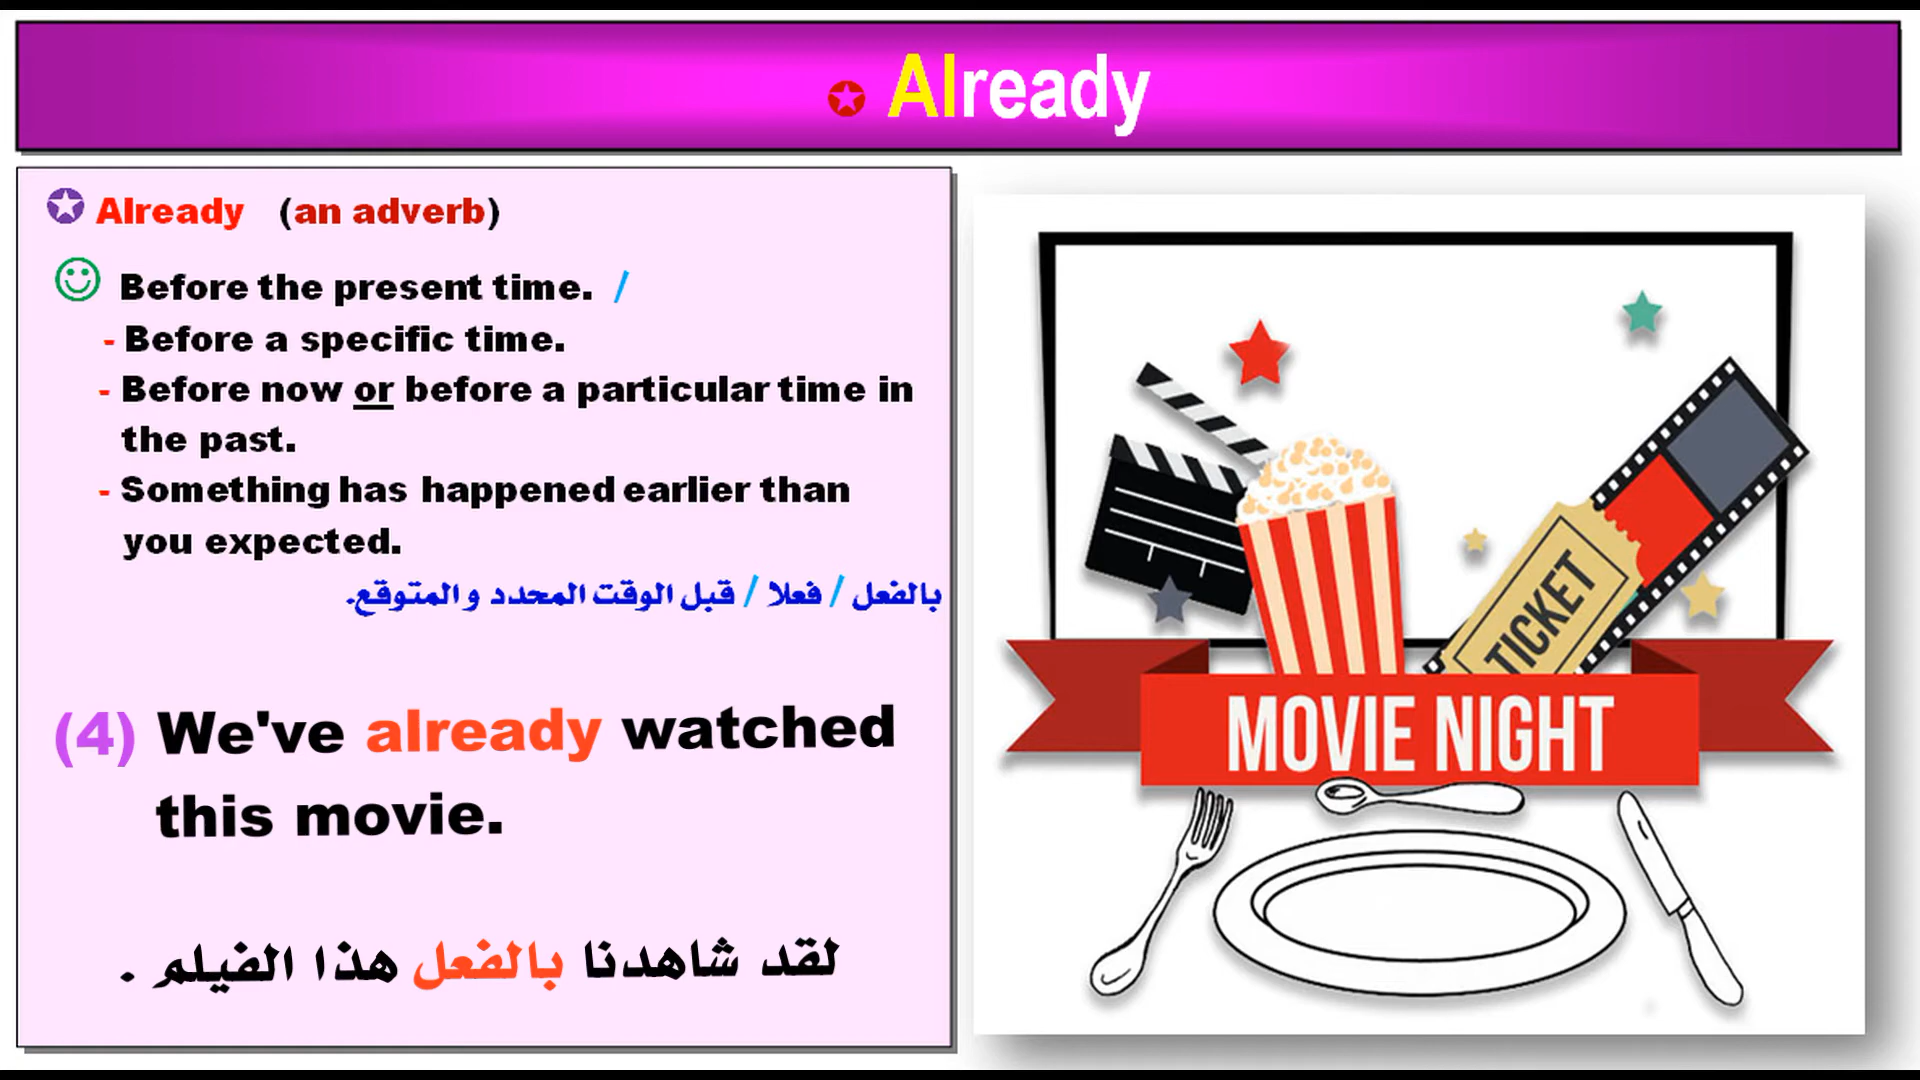 Already
Already (an adverb)
Before the present time. /
- Before a specific time.
- Before now or before a particular time in
the past.
- Something has happened earlier than
you expected.
بالفعل / فعلا / قبل الوقت المحدد و المتوقع.
(4) We've already watched
this movie.
لقد شاهدنا بالفعل هذا الفيلم .
TICKET
MOVIE NIGHT